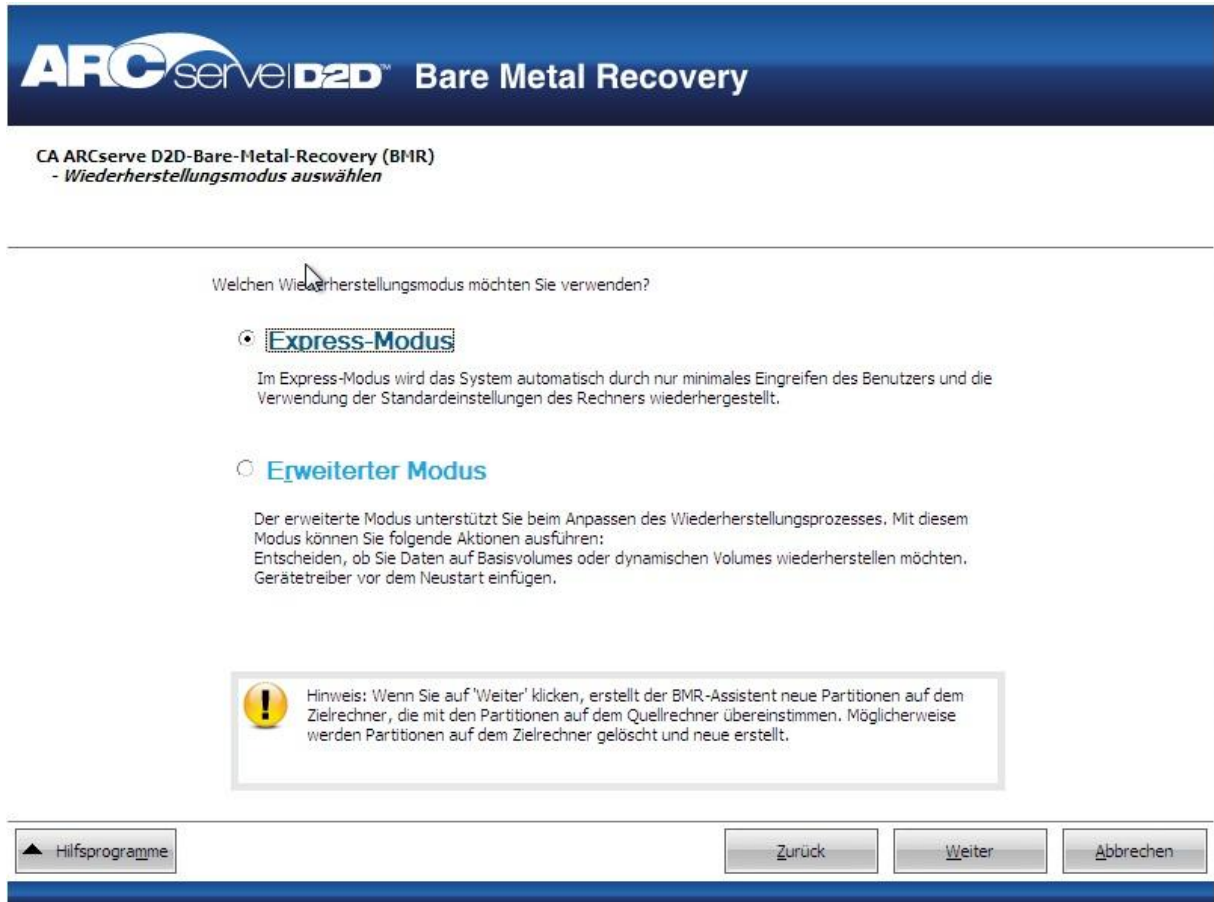 ARCserve D2D™ Bare Metal Recovery
CA ARCserve D2D-Bare-Metal-Recovery (BMR)
- Wiederherstellungsmodus auswählen
Welchen Wiederherstellungsmodus möchten Sie verwenden?
Express-Modus
Im Express-Modus wird das System automatisch durch nur minimales Eingreifen des Benutzers und die
Verwendung der Standardeinstellungen des Rechners wiederhergestellt.
Erweiterter Modus
Der erweiterte Modus unterstützt Sie beim Anpassen des Wiederherstellungsprozesses. Mit diesem
Modus können Sie folgende Aktionen ausführen:
Entscheiden, ob Sie Daten auf Basisvolumes oder dynamischen Volumes wiederherstellen möchten.
Gerätetreiber vor dem Neustart einfügen.
Hinweis: Wenn Sie auf 'Weiter' klicken, erstellt der BMR-Assistent neue Partitionen auf dem
Zielrechner, die mit den Partitionen auf dem Quellrechner übereinstimmen. Möglicherweise
werden Partitionen auf dem Zielrechner gelöscht und neue erstellt.
Hilfsprogramme Zurück Weiter Abbrechen